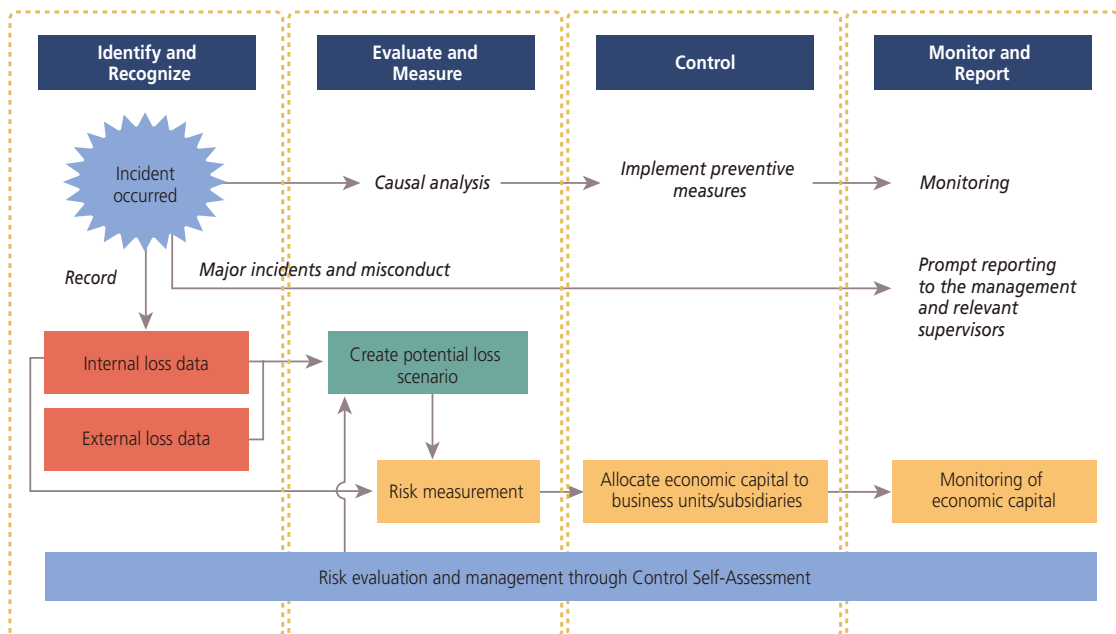 Identify and
Recognize
Evaluate and
Measure
Control
Monitor and
Report
Incident
occurred
Causal analysis
Implement preventive
measures
Monitoring
Record
Major incidents and misconduct
Prompt reporting
to the management
and relevant
supervisors
Internal loss data
Create potential loss
scenario
External loss data
Risk measurement
Allocate economic capital to
business units/subsidiaries
Monitoring of
economic capital
Risk evaluation and management through Control Self-Assessment